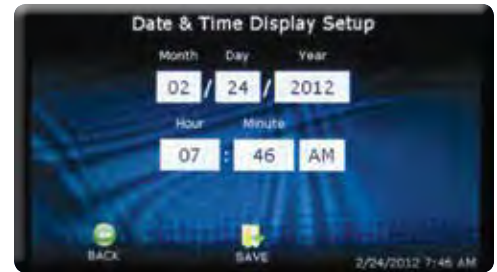 Date & Time Display Setup
Month Day Year
02 / 24 / 2012
Hour Minute
07 : 46 AM
BACK SAVE 2/24/2012 7:46 AM